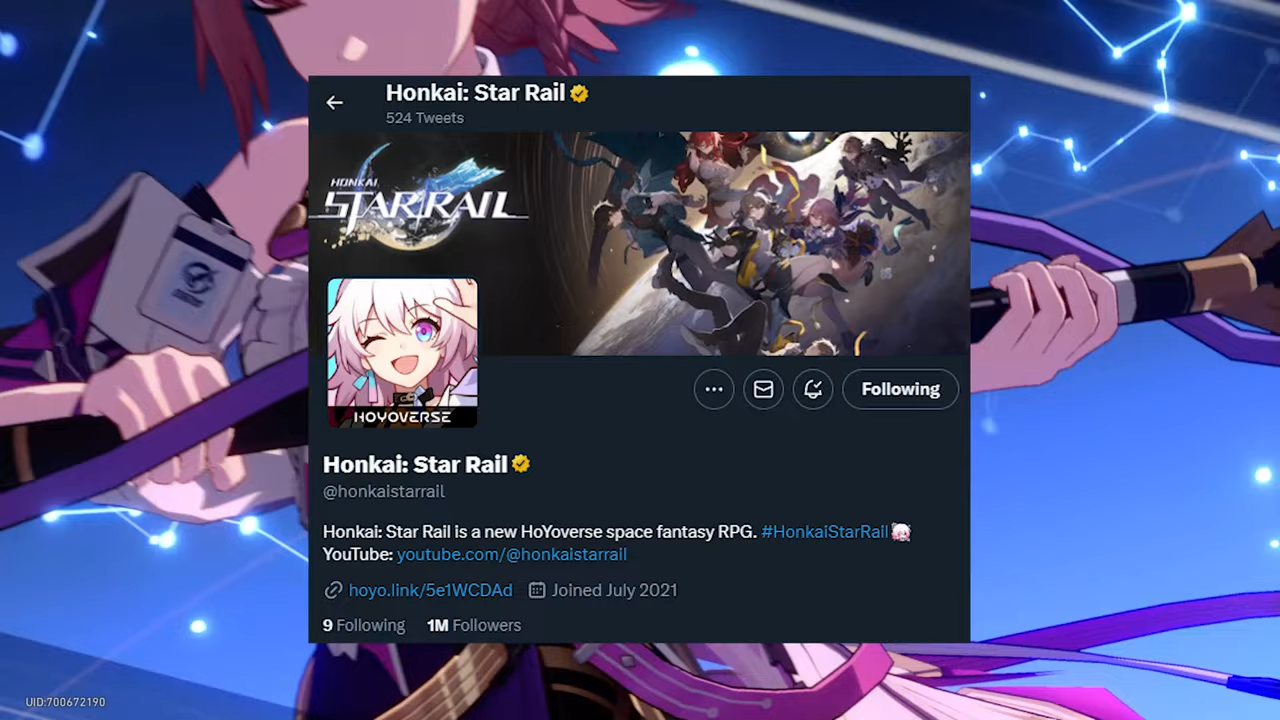 Honkai: Star Rail
524 Tweets
HONKAI
STAR RAIL
HOYOVERSE
Following
Honkai: Star Rail
@honkaistarrail
Honkai: Star Rail is a new HoYoverse space fantasy RPG. #HonkaiStarRail
YouTube: youtube.com/@honkaistarrail
hoyo.link/5e1WCDAd Joined July 2021
9 Following 1M Followers
UID:700672190